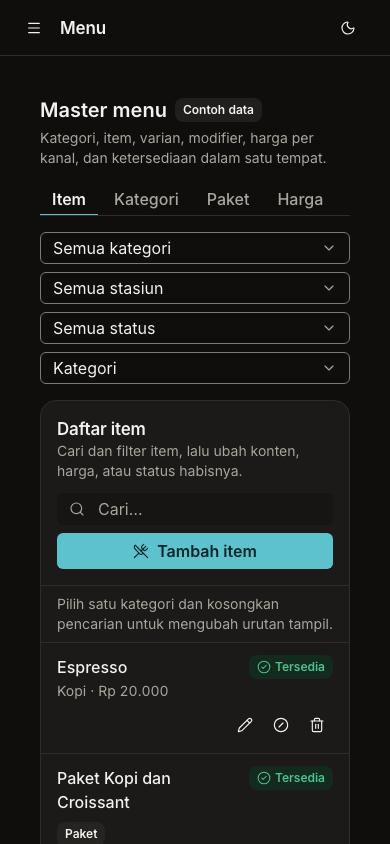 Menu
Master menu
Contoh data
Kategori, item, varian, modifier, harga per
kanal, dan ketersediaan dalam satu tempat.
Item
Kategori
Paket
Harga
Semua kategori
Semua stasiun
Semua status
Kategori
Daftar item
Cari dan filter item, lalu ubah konten,
harga, atau status habisnya.
Cari...
Tambah item
Pilih satu kategori dan kosongkan
pencarian untuk mengubah urutan tampil.
Espresso
Tersedia
Kopi · Rp 20.000
Paket Kopi dan
Croissant
Tersedia
Paket